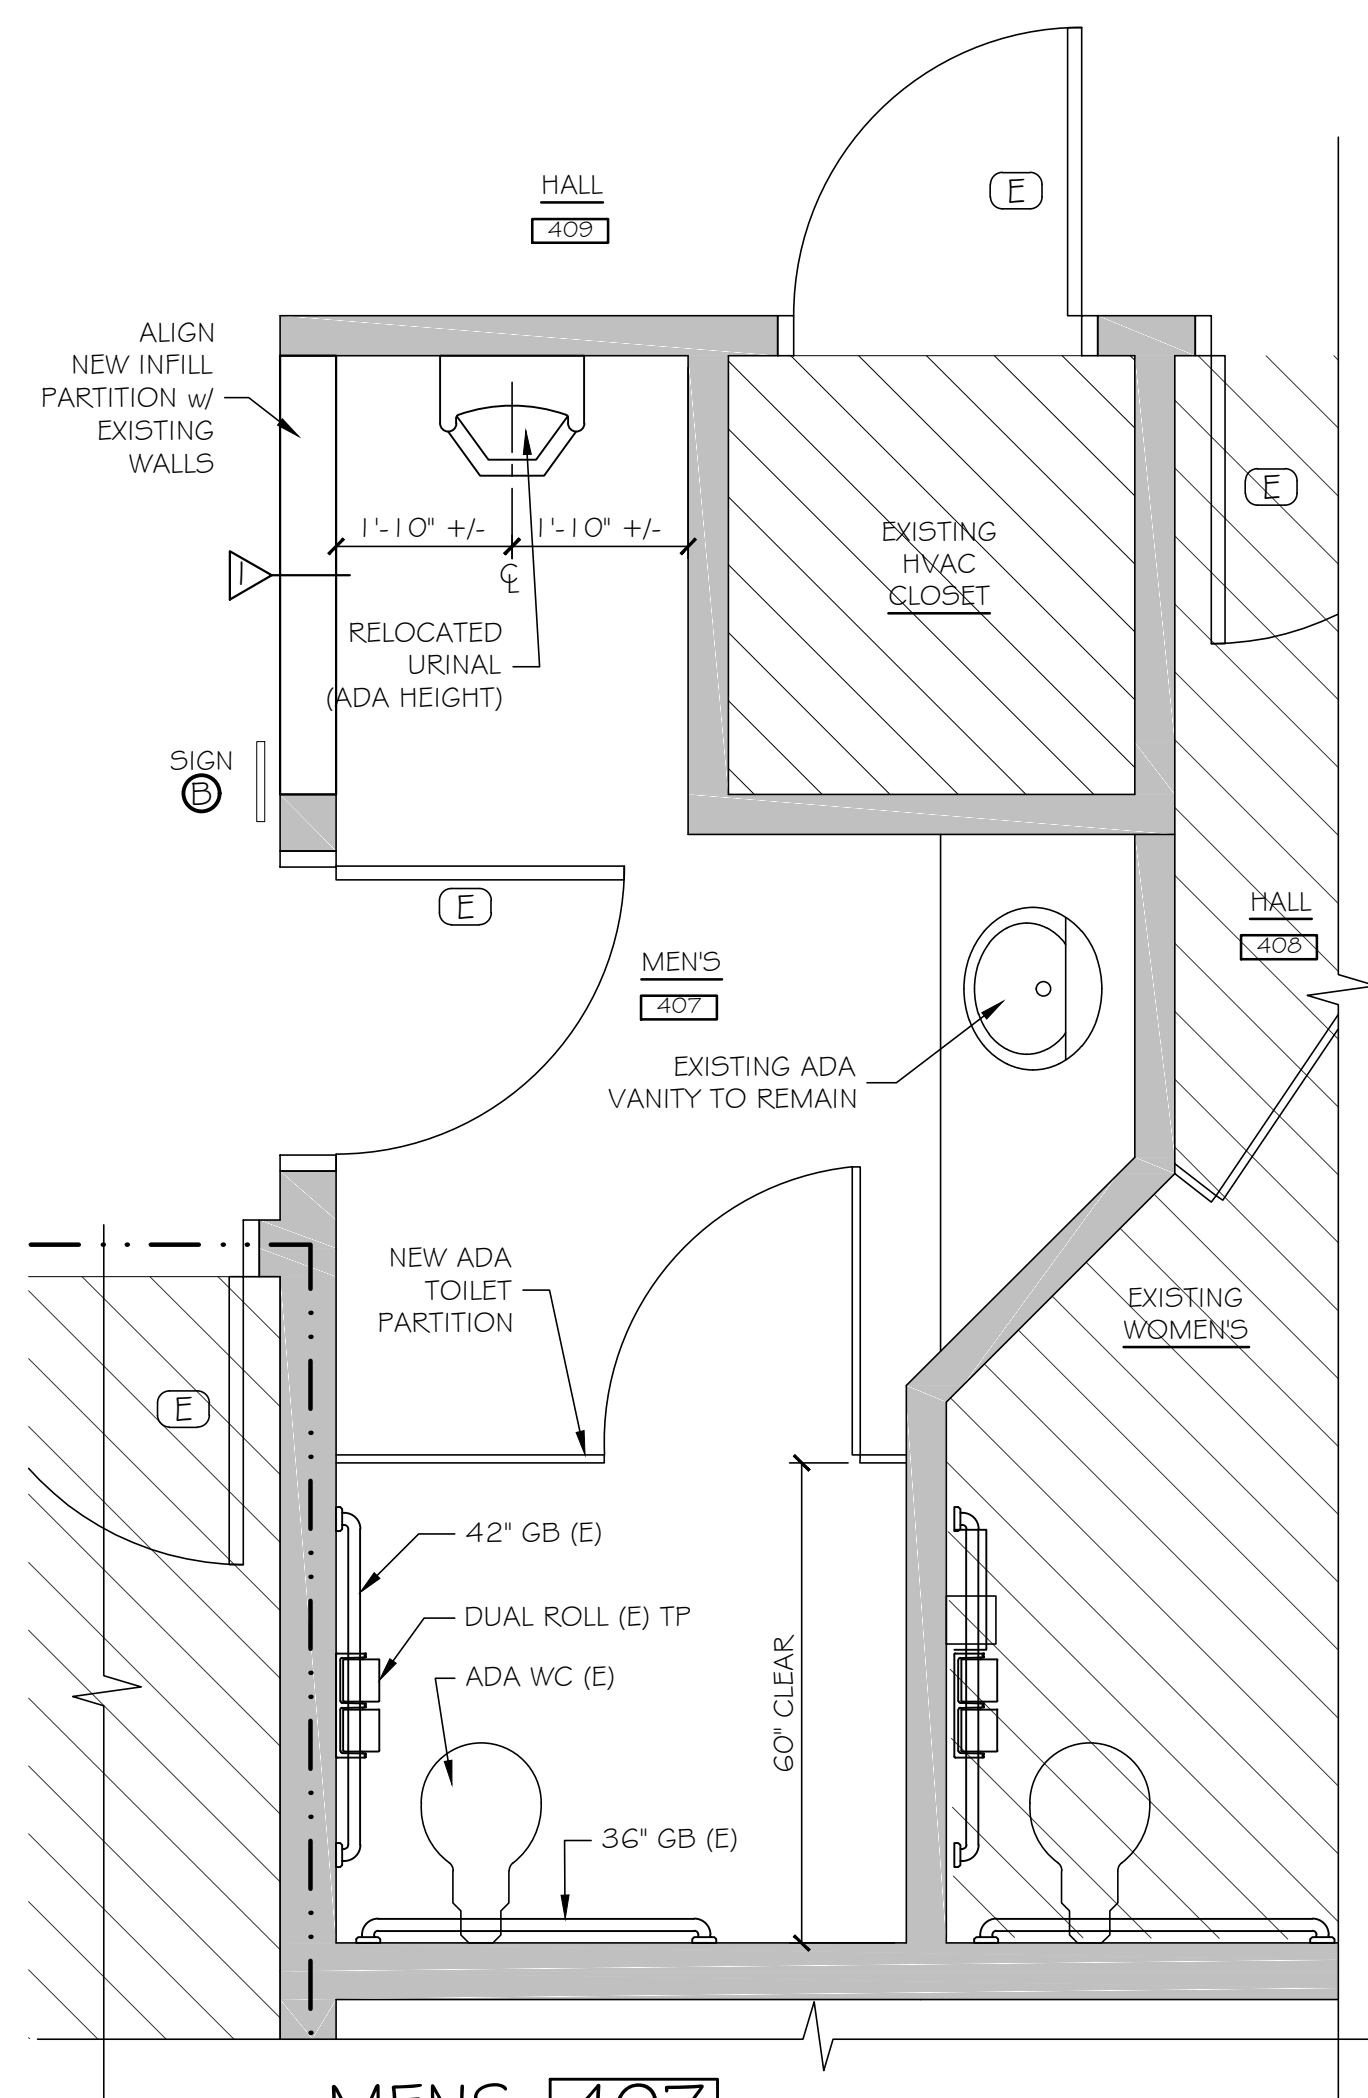 HALL
409
E
ALIGN
NEW INFILL
PARTITION w/
EXISTING
WALLS
E
1'-10" +/-
1'-10" +/-
EXISTING
HVAC
CLOSET
1
CL
RELOCATED
URINAL
(ADA HEIGHT)
SIGN
B
E
HALL
408
MEN'S
407
EXISTING ADA
VANITY TO REMAIN
NEW ADA
TOILET
PARTITION
EXISTING
WOMEN'S
E
42" GB (E)
DUAL ROLL (E) TP
ADA WC (E)
60" CLEAR
36" GB (E)
MENS 407